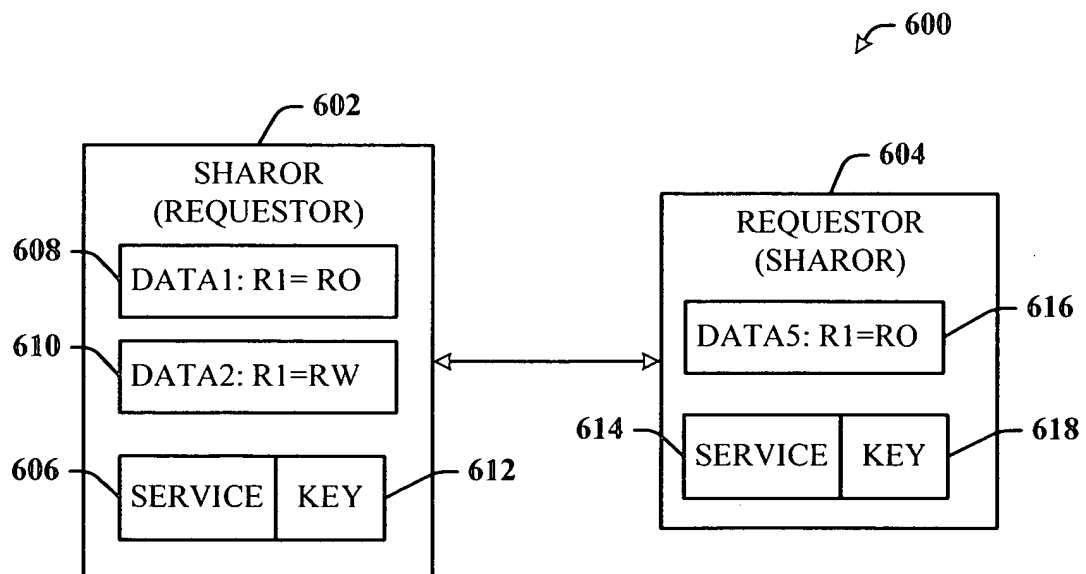 600
602
SHAROR
(REQUESTOR)
604
REQUESTOR
(SHAROR)
608
DATA1: R1= RO
616
DATA5: R1=RO
610
DATA2: R1=RW
614
SERVICE KEY
618
606
SERVICE KEY
612